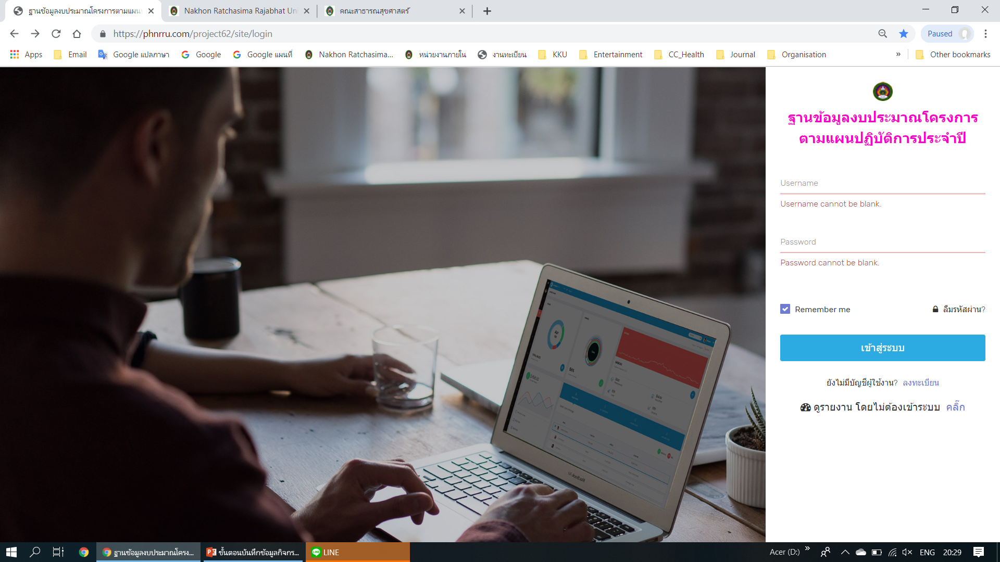 ฐานข้อมูลงบประมาณโครงการตามแผน
Nakhon Ratchasima Rajabhat Uni
คณะสาธารณสุขศาสตร์
https://phnrru.com/project62/site/login
Paused
Apps
Email
Google แปลภาษา
Google
Google แผนที่
Nakhon Ratchasima...
หน่วยงานภายใน
งานทะเบียน
KKU
Entertainment
CC_Health
Journal
Organisation
»
Other bookmarks
ฐานข้อมูลงบประมาณโครงการ
ตามแผนปฏิบัติการประจำปี
Username
Username cannot be blank.
Password
Password cannot be blank.
Remember me
ลืมรหัสผ่าน?
เข้าสู่ระบบ
ยังไม่มีบัญชีผู้ใช้งาน? ลงทะเบียน
ดูรายงาน โดยไม่ต้องเข้าระบบ คลิ๊ก
ฐานข้อมูลงบประมาณโครง...
ขั้นตอนบันทึกข้อมูลกิจกร...
LINE
Acer (D:)
»
ENG
20:29